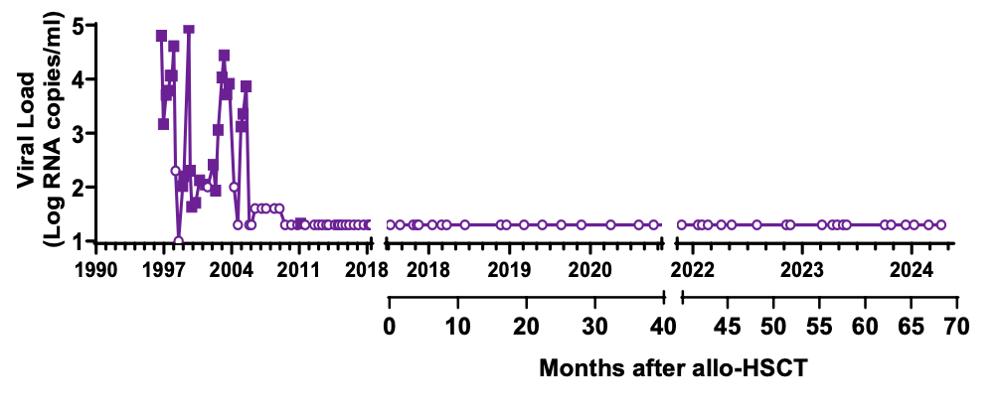 Viral Load
(Log RNA copies/ml)
5
4
3
2
1
1990 1997 2004 2011 2018 2018 2019 2020 2022 2023 2024
0 10 20 30 40 45 50 55 60 65 70
Months after allo-HSCT